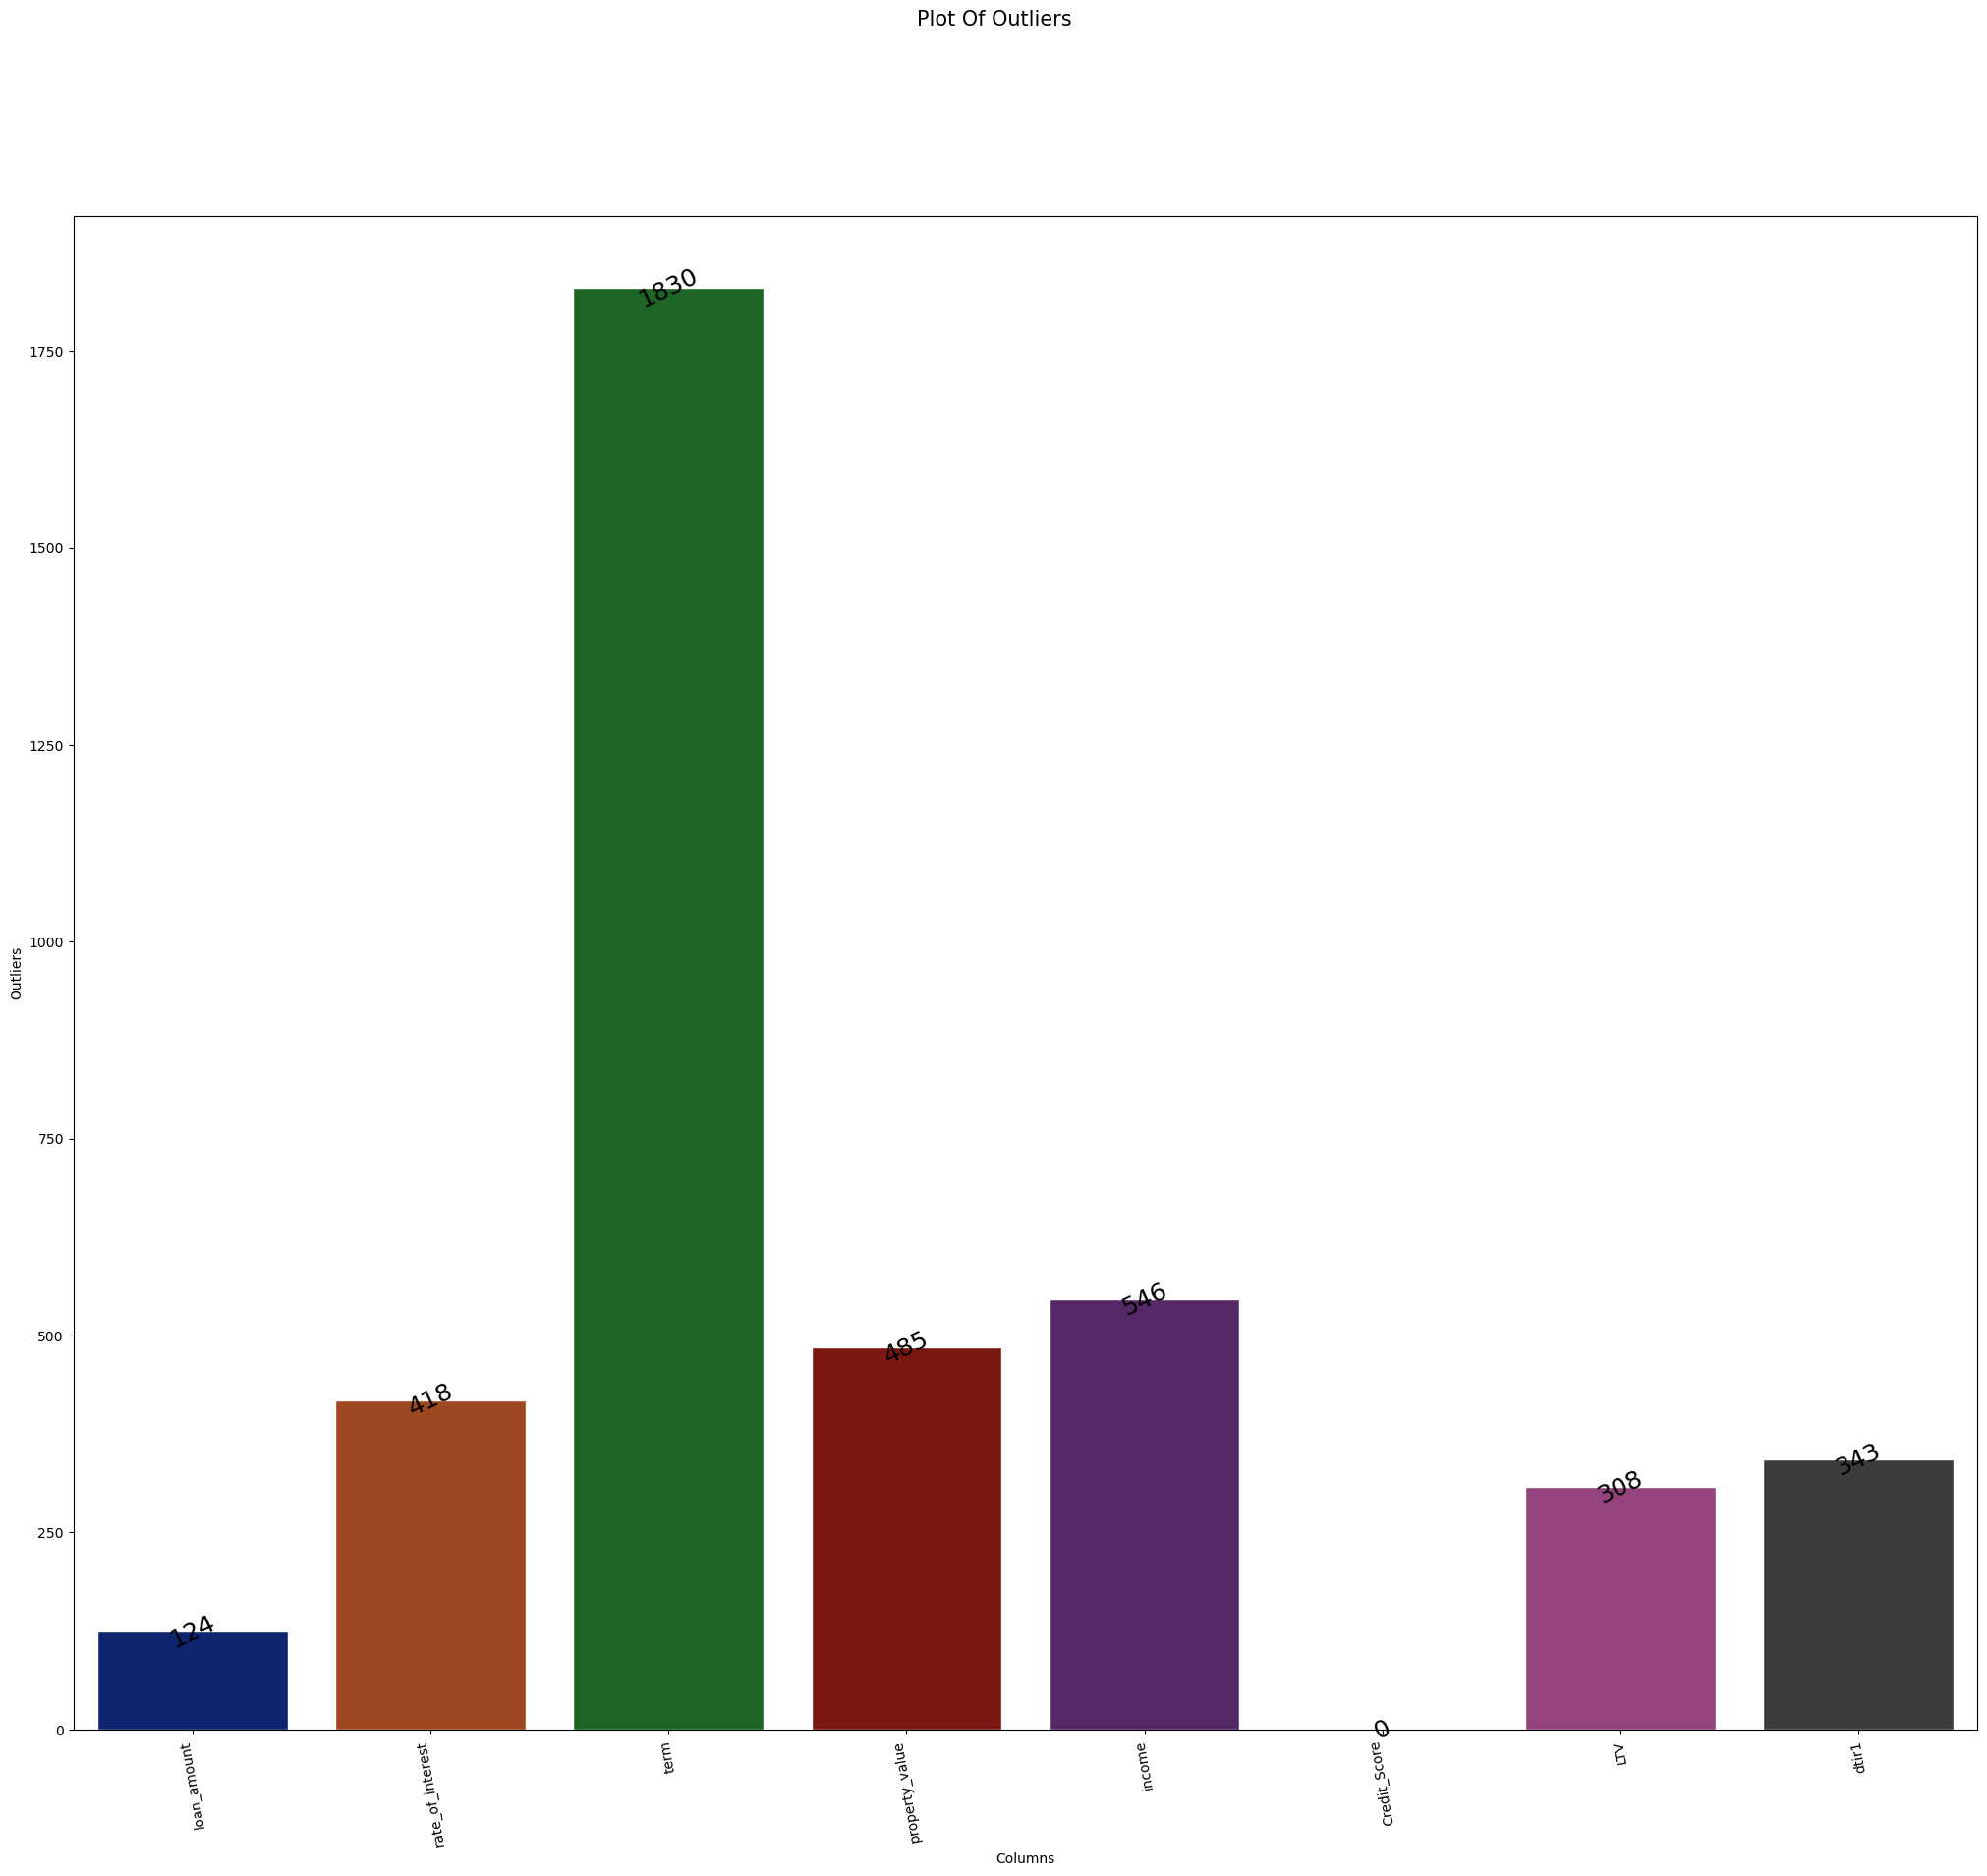 Plot Of Outliers
1830
1750
1500
1250
1000
750
500
250
0
Outliers
124
418
485
546
0
308
343
loan_amount
rate_of_interest
term
property_value
income
Credit_Score
LTV
dtir1
Columns